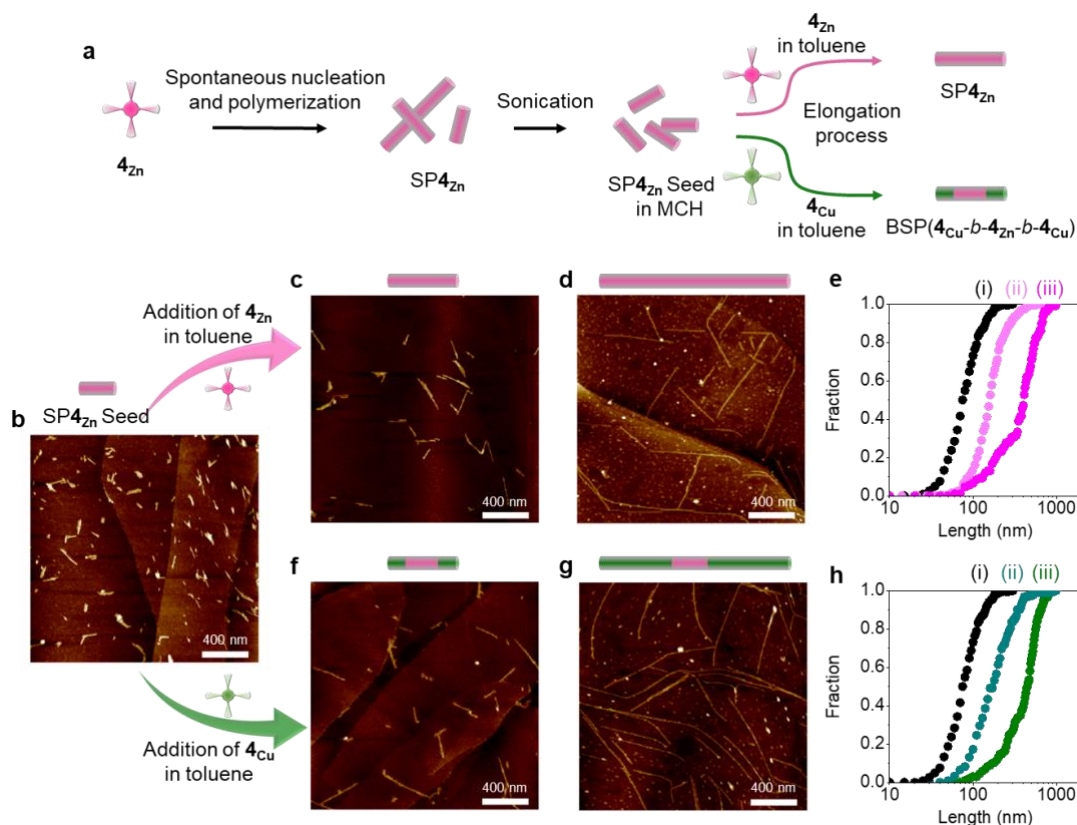 a
4Zn
Spontaneous nucleation
and polymerization
SP4Zn
Sonication
SP4Zn Seed
in MCH
4Zn
in toluene
Elongation
process
4Cu
in toluene
SP4Zn
BSP(4Cu-b-4Zn-b-4Cu)
b
SP4Zn Seed
400 nm
Addition of 4Zn
in toluene
Addition of 4Cu
in toluene
c
400 nm
d
400 nm
e
(i) (ii) (iii)
Fraction
1.0
0.8
0.6
0.4
0.2
0.0
10 100 1000
Length (nm)
f
400 nm
g
400 nm
h
(i) (ii) (iii)
Fraction
1.0
0.8
0.6
0.4
0.2
0.0
10 100 1000
Length (nm)